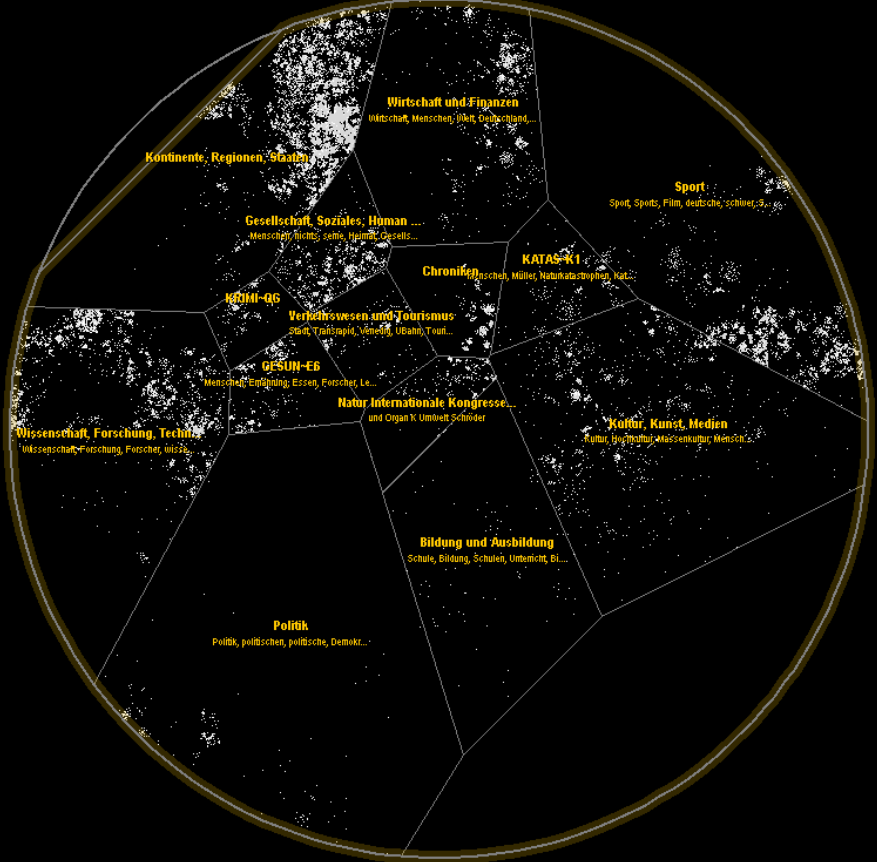 Wirtschaft und Finanzen
Wirtschaft, Menschen, Welt, Deutschland,...
Kontinente, Regionen, Staaten
Sport
Sport, Sports, Film, deutsche, schwer, S...
Gesellschaft, Soziales, Human ...
Menschen, nichts, seine, Heimat, Gesells...
KATAS~K1
Menschen, Müller, Naturkatastrophen, Kat...
Chroniken
KRIMI~Q6
Verkehrswesen und Tourismus
Stadt, Transrapid, Venedig, UBahn, Touri...
GESUN~E6
Menschen, Ernährung, Essen, Forscher, Le...
Natur Internationale Kongresse...
und Organ K Umwelt Schröder
Kultur, Kunst, Medien
Kultur, Hochkultur, Massenkultur, Mensch...
Wissenschaft, Forschung, Techn...
Wissenschaft, Forschung, Forscher, wisse...
Bildung und Ausbildung
Schule, Bildung, Schulen, Unterricht, Bi...
Politik
Politik, politischen, politische, Demokr...